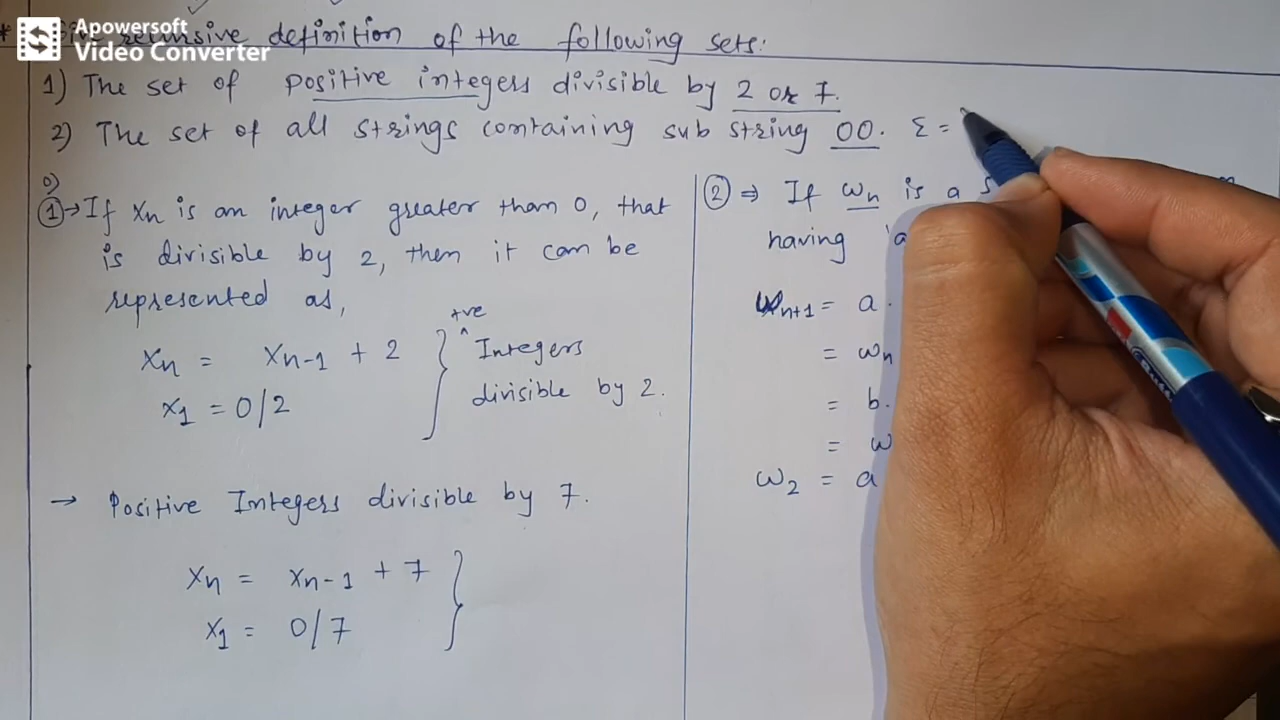 Apowersoft
Video Converter
definition of the following sets:
1) The set of positive integers divisible by 2 or 7.
2) The set of all strings containing sub string 00. Σ =
① → If xn is an integer greater than 0, that
is divisible by 2, then it can be
represented as,
xn = xn-1 + 2
x1 = 0/2
+ve
^ Integers
divisible by 2.
→ Positive Integers divisible by 7.
xn = xn-1 + 7
x1 = 0/7
② ⇒ If wn is a
having
wn+1 = a.
= wn
= b.
= w
w2 = a